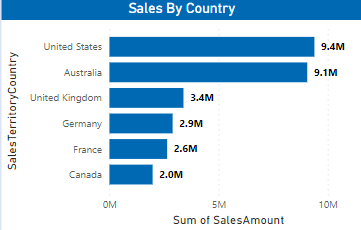 Sales By Country
SalesTerritoryCountry
United States 9.4M
Australia 9.1M
United Kingdom 3.4M
Germany 2.9M
France 2.6M
Canada 2.0M
0M 5M 10M
Sum of SalesAmount